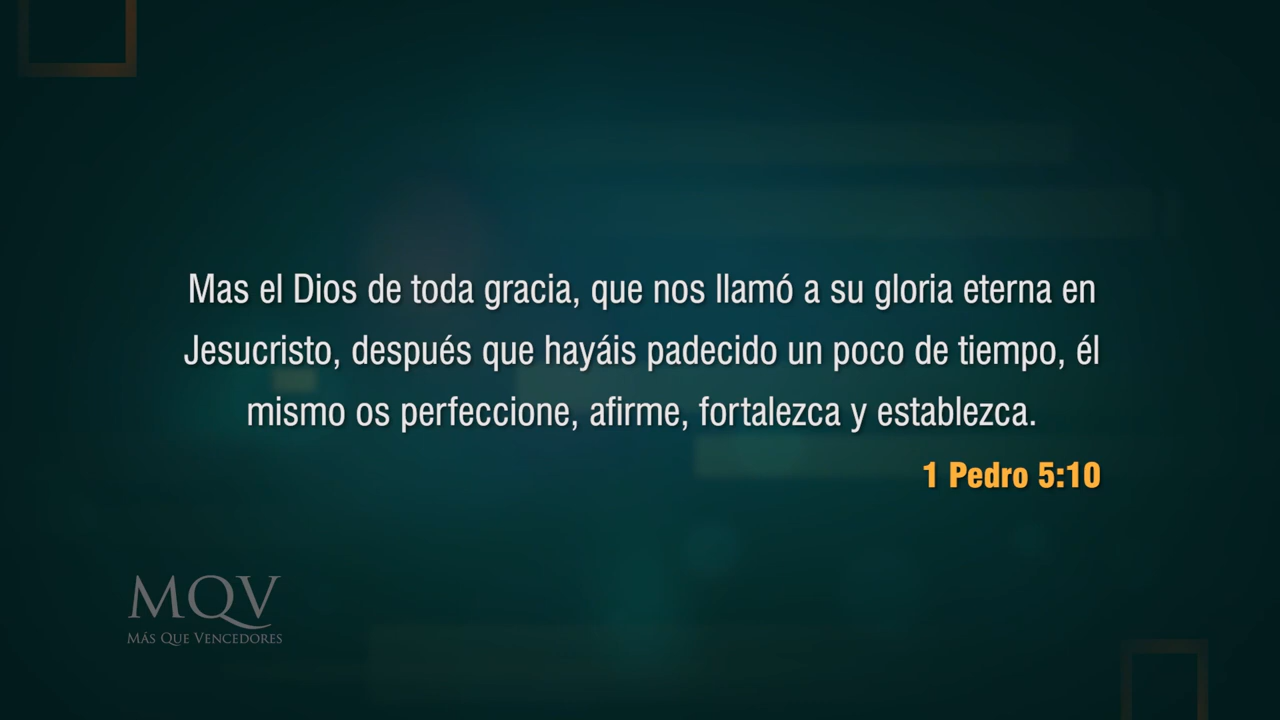 Mas el Dios de toda gracia, que nos llamó a su gloria eterna en
Jesucristo, después que hayáis padecido un poco de tiempo, él
mismo os perfeccione, afirme, fortalezca y establezca.
1 Pedro 5:10
MQV
MÁS QUE VENCEDORES